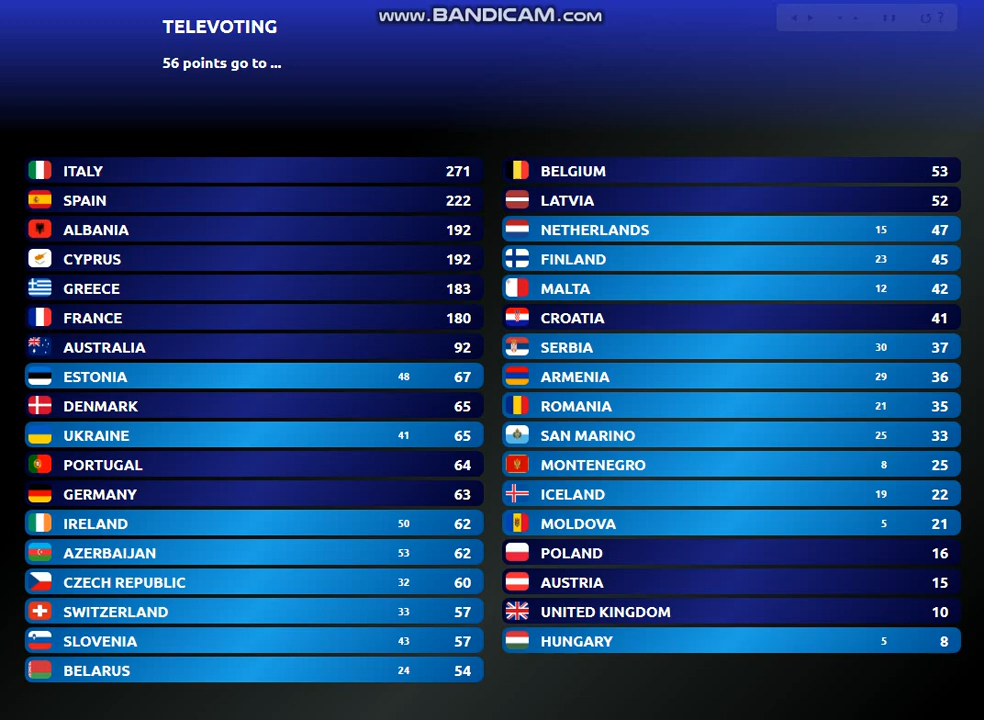 www.BANDICAM.com
TELEVOTING
56 points go to ...
ITALY 271
SPAIN 222
ALBANIA 192
CYPRUS 192
GREECE 183
FRANCE 180
AUSTRALIA 92
ESTONIA 48 67
DENMARK 65
UKRAINE 41 65
PORTUGAL 64
GERMANY 63
IRELAND 50 62
AZERBAIJAN 53 62
CZECH REPUBLIC 32 60
SWITZERLAND 33 57
SLOVENIA 43 57
BELARUS 24 54
BELGIUM 53
LATVIA 52
NETHERLANDS 15 47
FINLAND 23 45
MALTA 12 42
CROATIA 41
SERBIA 30 37
ARMENIA 29 36
ROMANIA 21 35
SAN MARINO 25 33
MONTENEGRO 8 25
ICELAND 19 22
MOLDOVA 5 21
POLAND 16
AUSTRIA 15
UNITED KINGDOM 10
HUNGARY 5 8